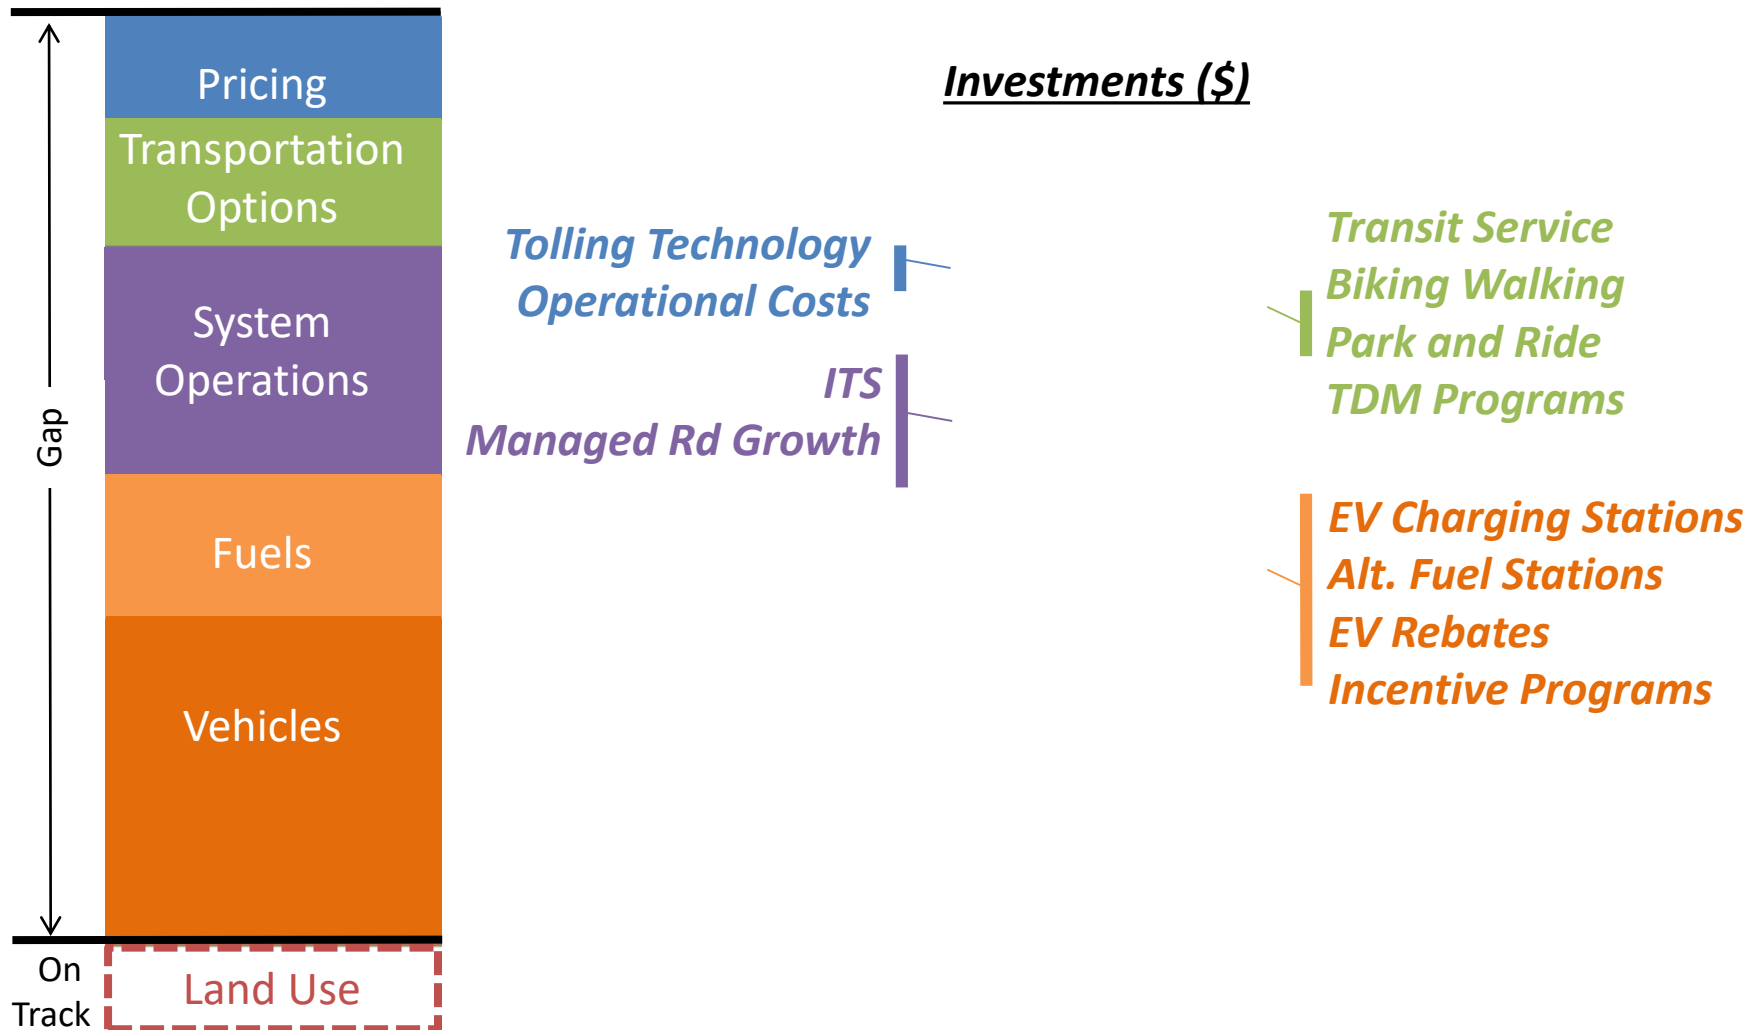 Pricing
Transportation
Options
System
Operations
Fuels
Vehicles
Land Use
Gap
On
Track
Investments ($)
Tolling Technology
Operational Costs
ITS
Managed Rd Growth
Transit Service
Biking Walking
Park and Ride
TDM Programs
EV Charging Stations
Alt. Fuel Stations
EV Rebates
Incentive Programs